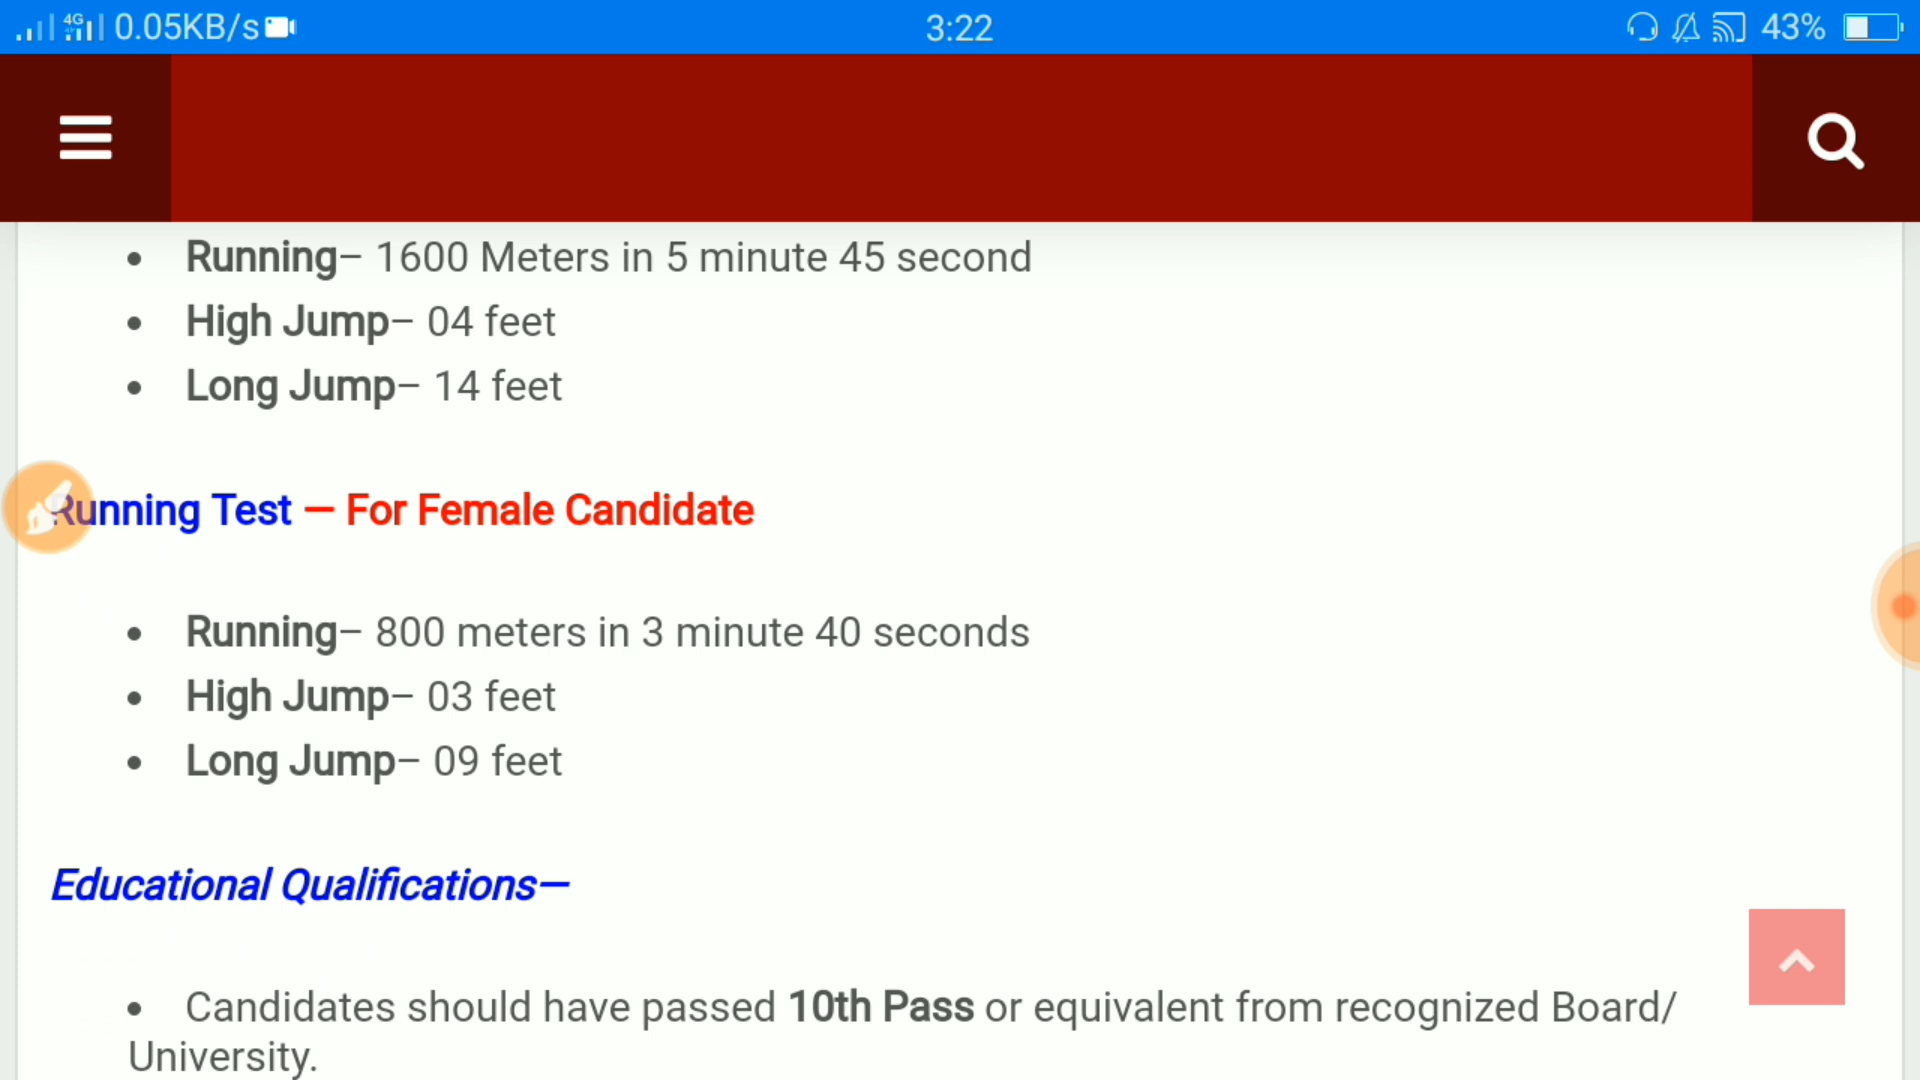 4G 0.05KB/s 3:22 43%
• Running– 1600 Meters in 5 minute 45 second
• High Jump– 04 feet
• Long Jump– 14 feet
Running Test — For Female Candidate
• Running– 800 meters in 3 minute 40 seconds
• High Jump– 03 feet
• Long Jump– 09 feet
Educational Qualifications—
• Candidates should have passed 10th Pass or equivalent from recognized Board/
University.